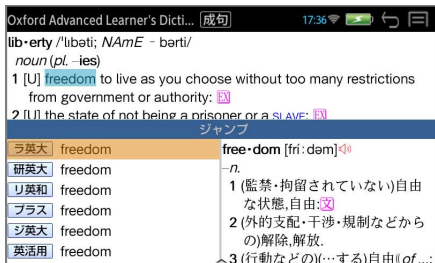 Oxford Advanced Learner's Dicti... 成句 17:36
lib•erty /'lɪbəti; NAmE - bərti/
noun (pl. –ies)
1 [U] freedom to live as you choose without too many restrictions
from government or authority: EX
2 [U] the state of not being a prisoner or a SLAVE: EX
ジャンプ
ラ英大 freedom
研英大 freedom
リ英和 freedom
プラス freedom
ジ英大 freedom
英活用 freedom
free•dom [fríːdəm]
–n.
1 (監禁・拘留されていない)自由
な状態,自由:文
2 (外的支配・干渉・規制などから
の)解除,解放.
3 (行動などの)(…する)自由《of ...;